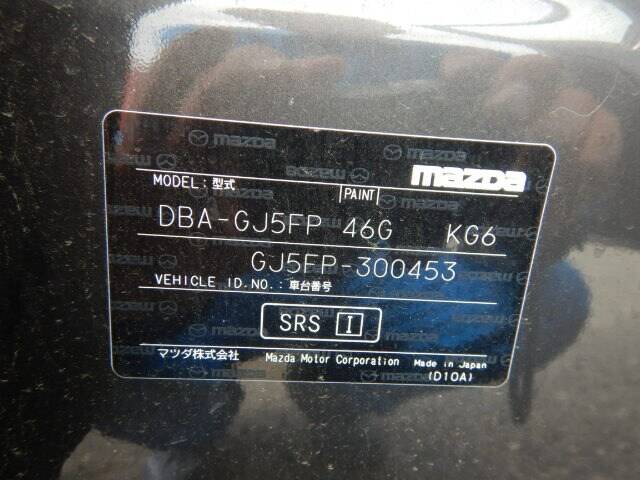 mazda
MODEL:型式 PAINT
DBA-GJ5FP 46G KG6
GJ5FP-300453
VEHICLE ID.NO.:車台番号
SRS I
マツダ株式会社 Mazda Motor Corporation Made in Japan
(D10A)